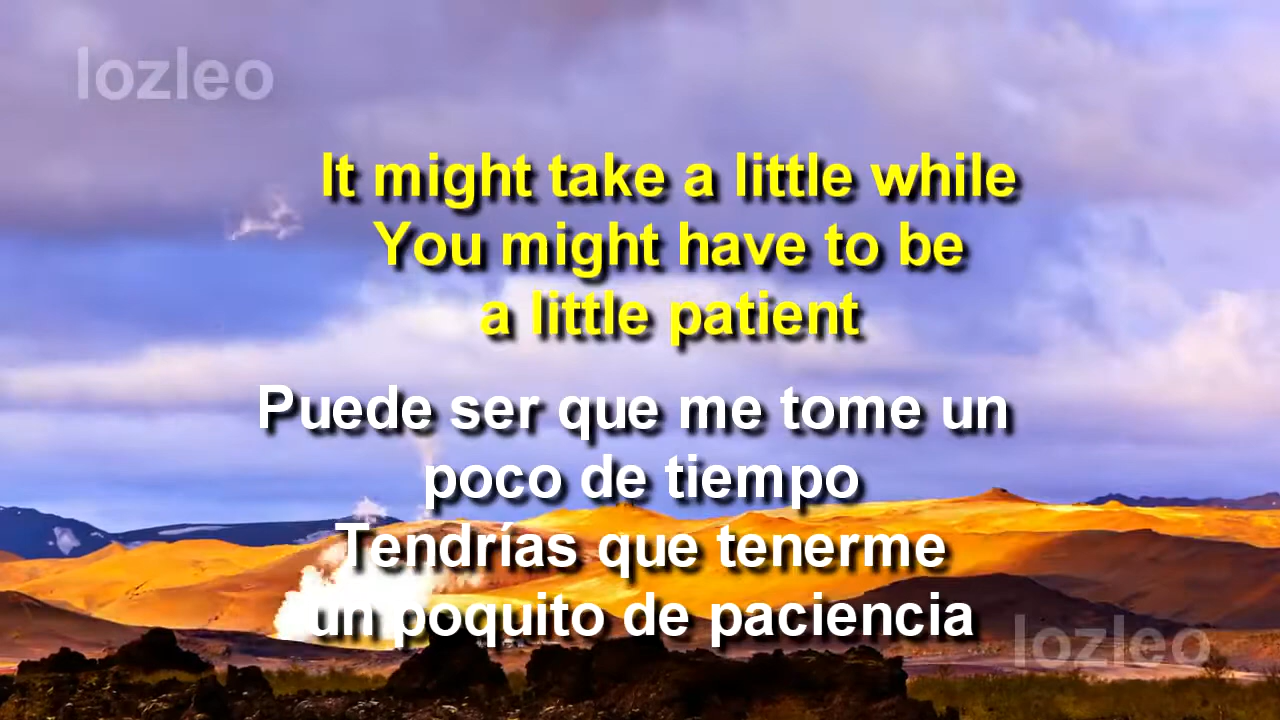 lozleo
It might take a little while
You might have to be
a little patient
Puede ser que me tome un
poco de tiempo
Tendrías que tenerme
un poquito de paciencia
lozleo